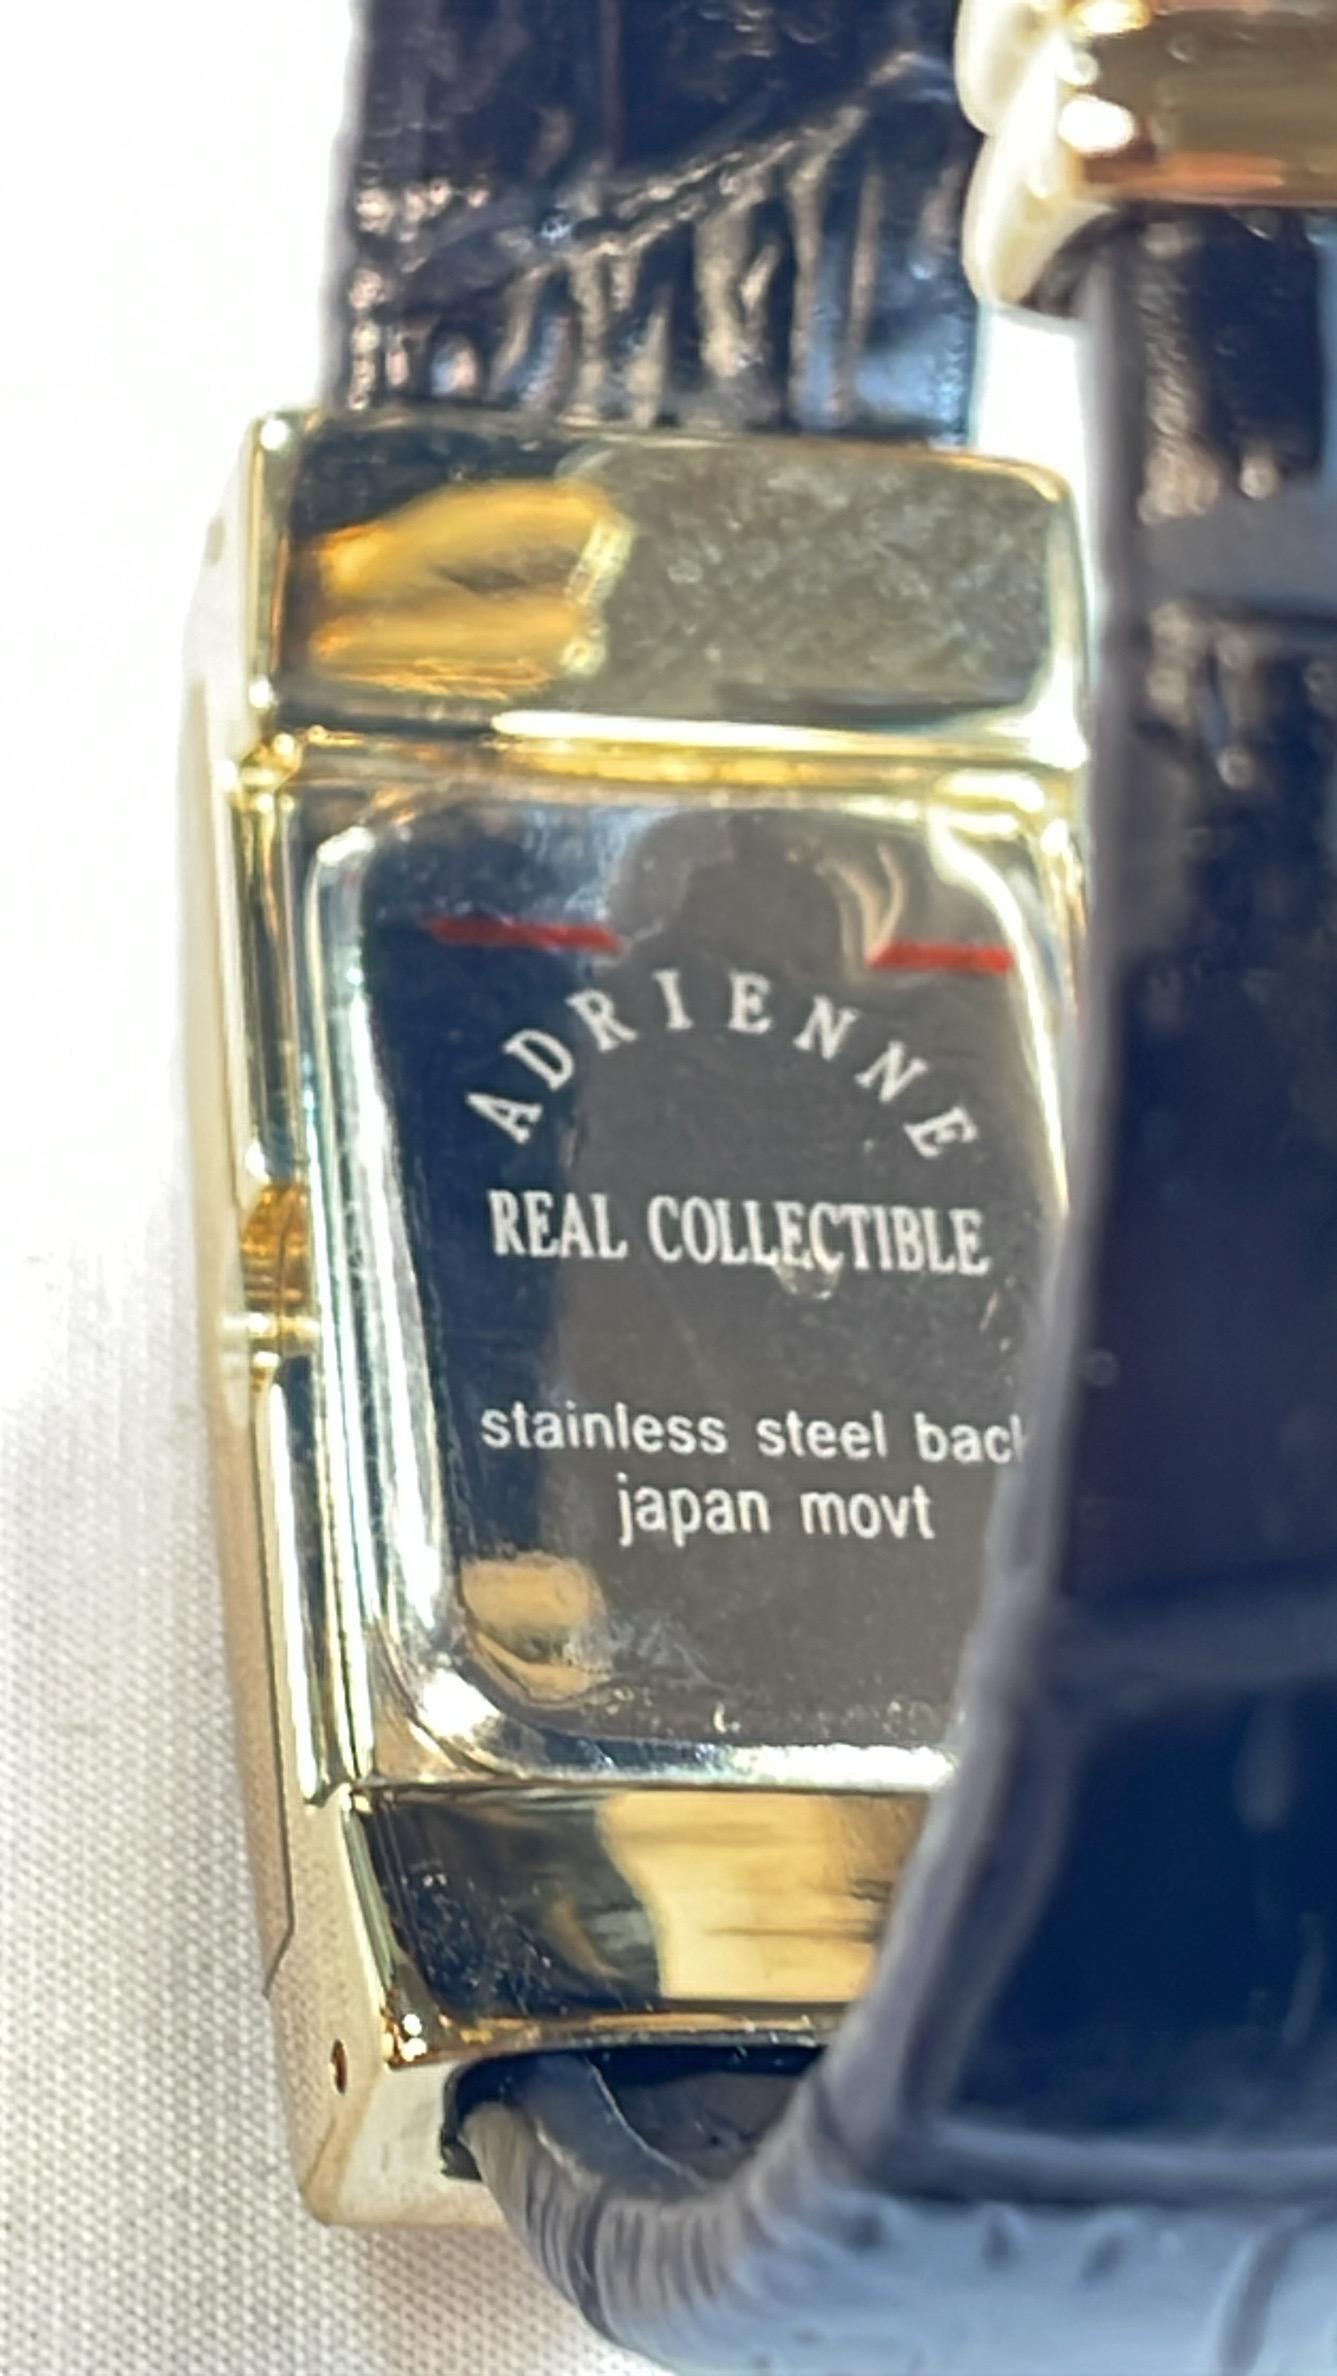 ADRIENNE
REAL COLLECTIBLE
stainless steel back
japan movt